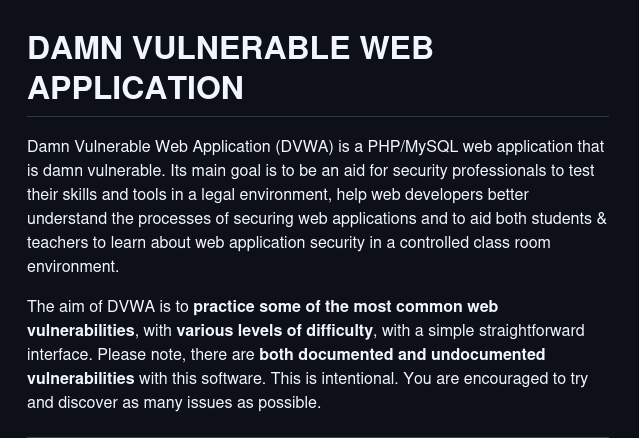 DAMN VULNERABLE WEB
APPLICATION
Damn Vulnerable Web Application (DVWA) is a PHP/MySQL web application that
is damn vulnerable. Its main goal is to be an aid for security professionals to test
their skills and tools in a legal environment, help web developers better
understand the processes of securing web applications and to aid both students &
teachers to learn about web application security in a controlled class room
environment.
The aim of DVWA is to practice some of the most common web
vulnerabilities, with various levels of difficulty, with a simple straightforward
interface. Please note, there are both documented and undocumented
vulnerabilities with this software. This is intentional. You are encouraged to try
and discover as many issues as possible.